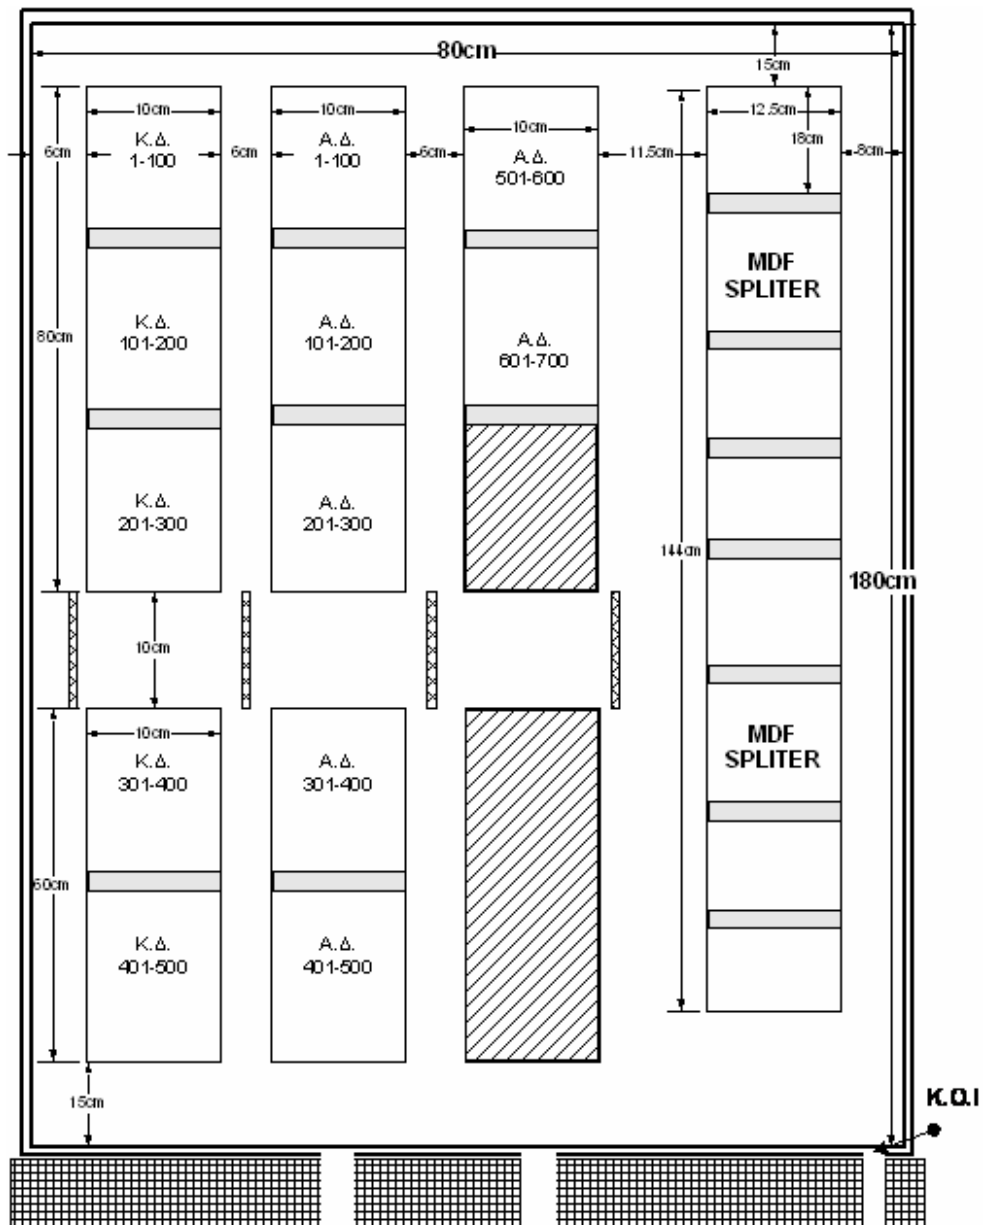 80cm
15cm
10cm
10cm
10cm
12.5cm
18cm
6cm
Κ.Δ.
1-100
6cm
Α.Δ.
1-100
6cm
Α.Δ.
501-600
11.5cm
8cm
MDF
SPLITER
80cm
Κ.Δ.
101-200
Α.Δ.
101-200
Α.Δ.
601-700
Κ.Δ.
201-300
Α.Δ.
201-300
144cm
180cm
10cm
10cm
Κ.Δ.
301-400
Α.Δ.
301-400
MDF
SPLITER
60cm
Κ.Δ.
401-500
Α.Δ.
401-500
15cm
Κ.Ο.Ι